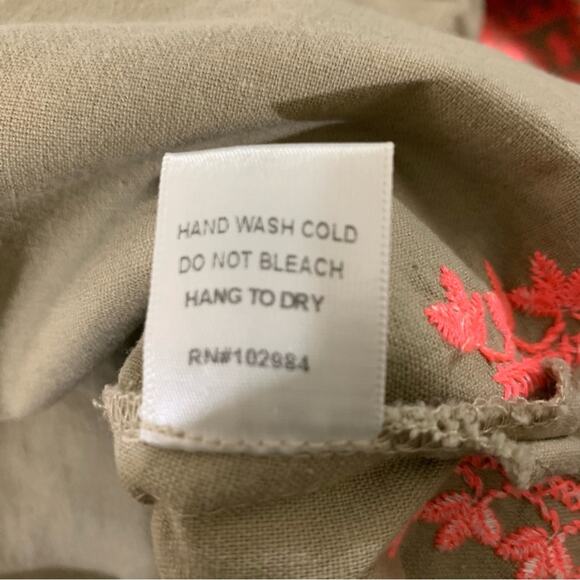 HAND WASH COLD
DO NOT BLEACH
HANG TO DRY
RN#102984